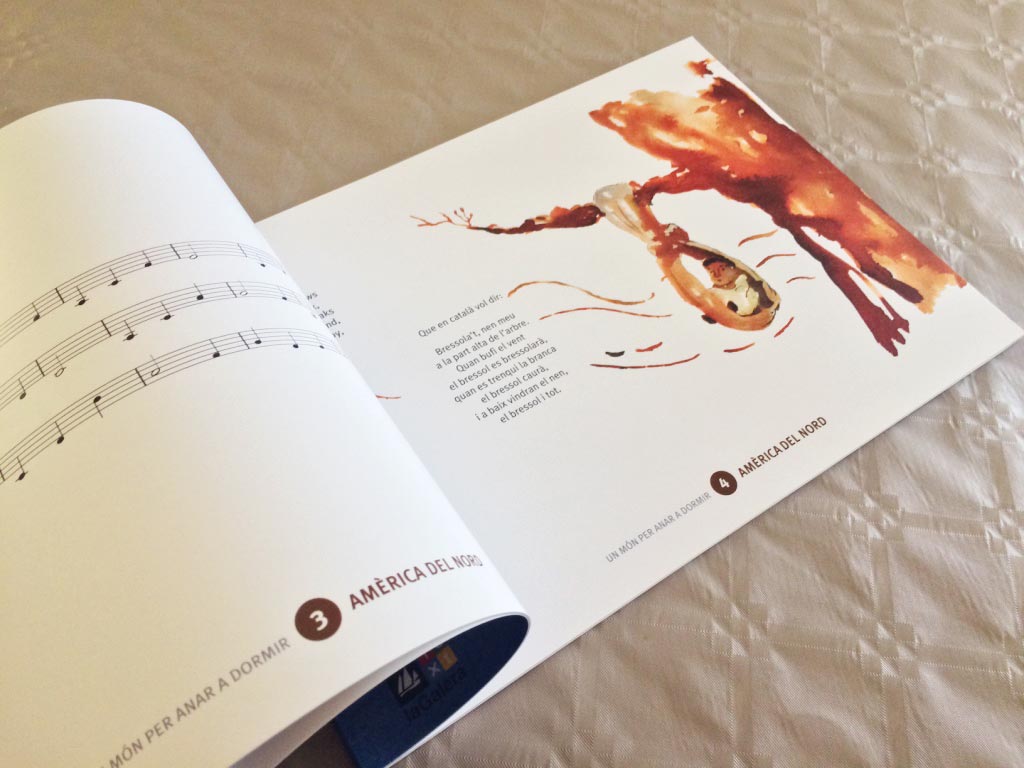 ws
aks
nd,
y,
Que en català vol dir:
Bressola't, nen meu
a la part alta de l'arbre.
Quan bufi el vent
el bressol es bressolarà,
quan es trenqui la branca
el bressol caurà,
i a baix vindran el nen,
el bressol i tot.
UN MÓN PER ANAR A DORMIR 4 AMÈRICA DEL NORD
MÓN PER ANAR A DORMIR 3 AMÈRICA DEL NORD
laGalera